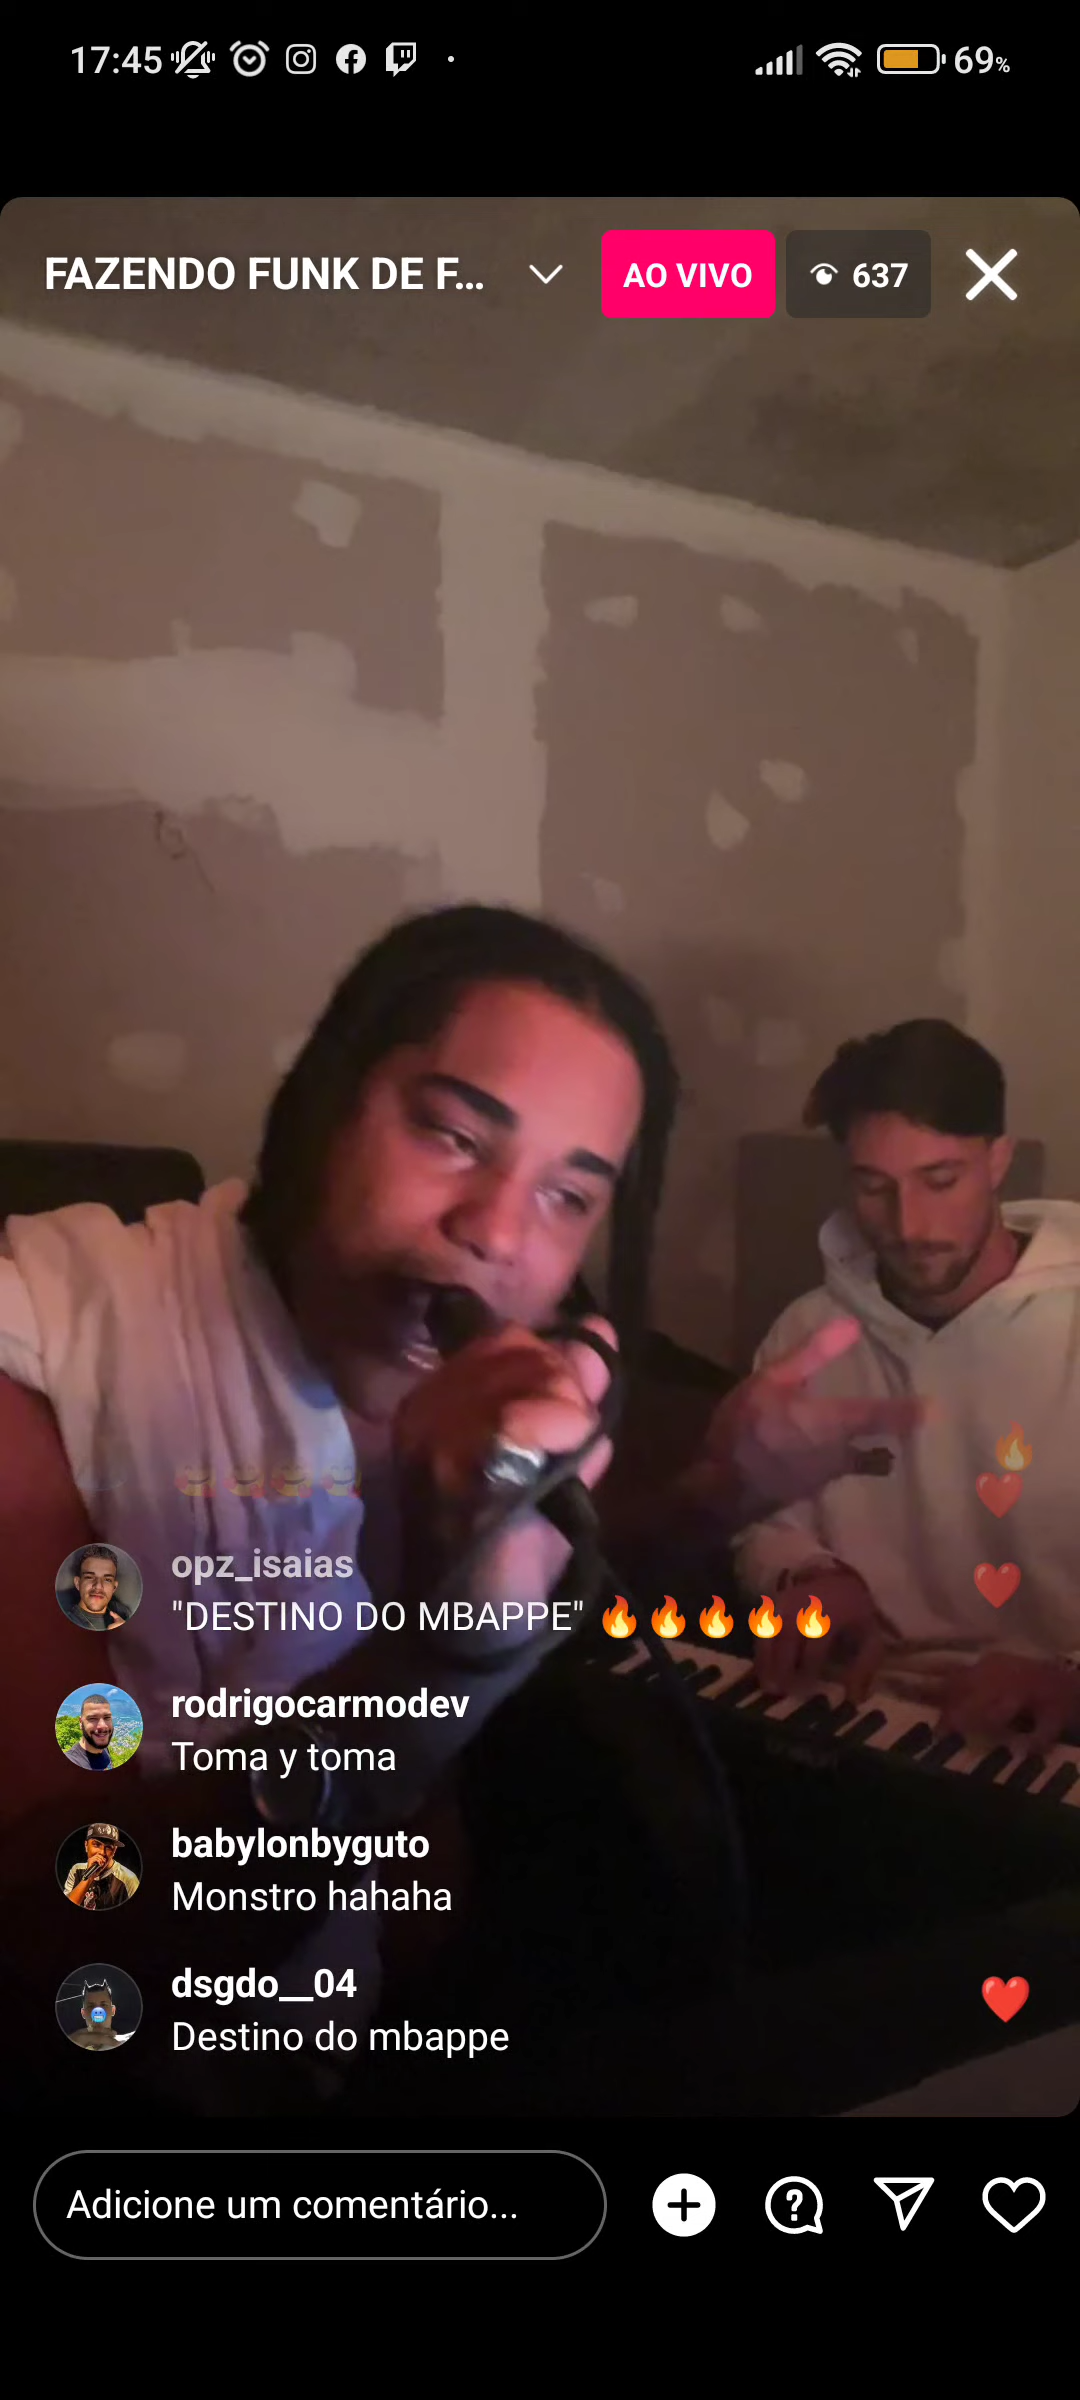 17:45
69%
FAZENDO FUNK DE F...
AO VIVO
637
opz_isaias
"DESTINO DO MBAPPE" 🔥🔥🔥🔥🔥
rodrigocarmodev
Toma y toma
babylonbyguto
Monstro hahaha
dsgdo__04
Destino do mbappe
Adicione um comentário...